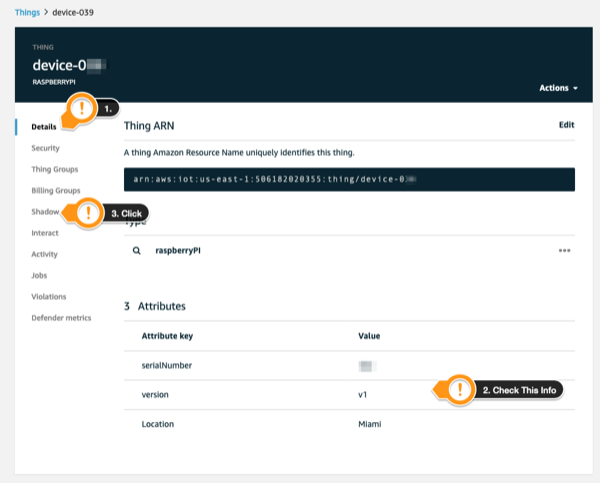 Things > device-039
THING
device-0
RASPBERRYPI
Actions
1.
Details
Thing ARN
Edit
Security
A thing Amazon Resource Name uniquely identifies this thing.
Thing Groups
arn:aws:iot:us-east-1:506182020355:thing/device-0
Billing Groups
Shadow
3. Click
Type
Interact
Activity
raspberryPI
Jobs
Violations
3 Attributes
Defender metrics
Attribute key Value
serialNumber
version v1
2. Check This Info
Location Miami